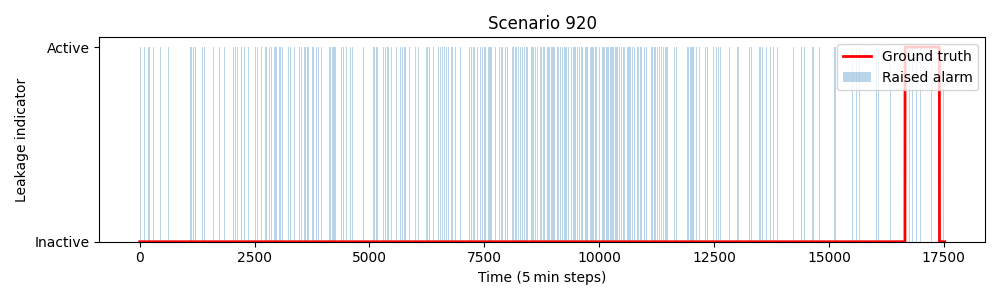 Scenario 920
Active
Inactive
Leakage indicator
Ground truth
Raised alarm
0 2500 5000 7500 10000 12500 15000 17500
Time (5 min steps)